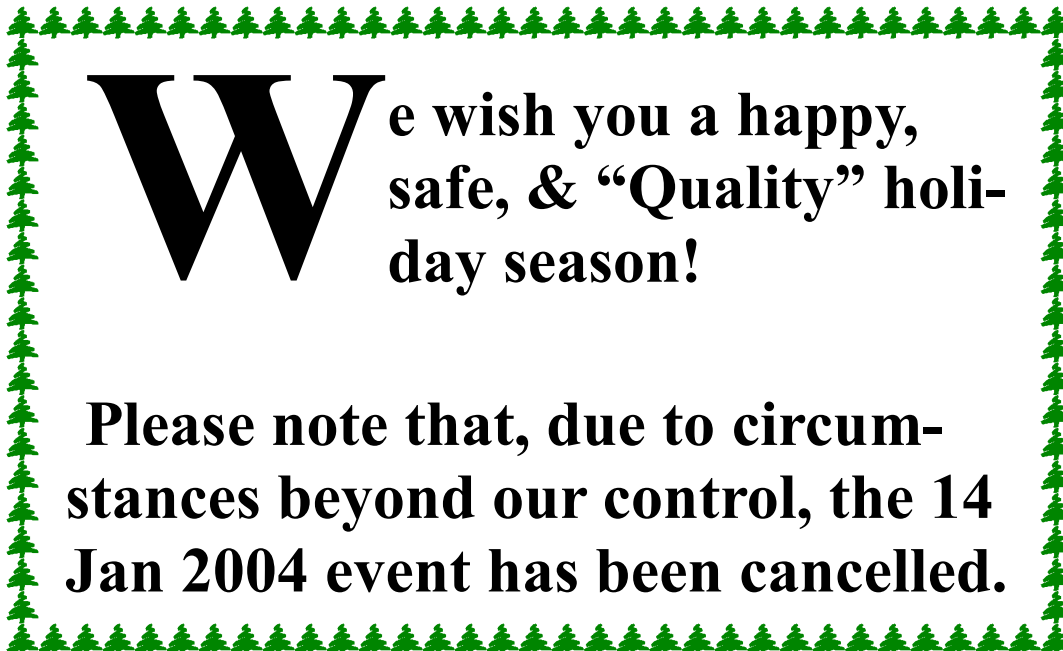 We wish you a happy,
safe, & “Quality” holi-
day season!
Please note that, due to circum-
stances beyond our control, the 14
Jan 2004 event has been cancelled.